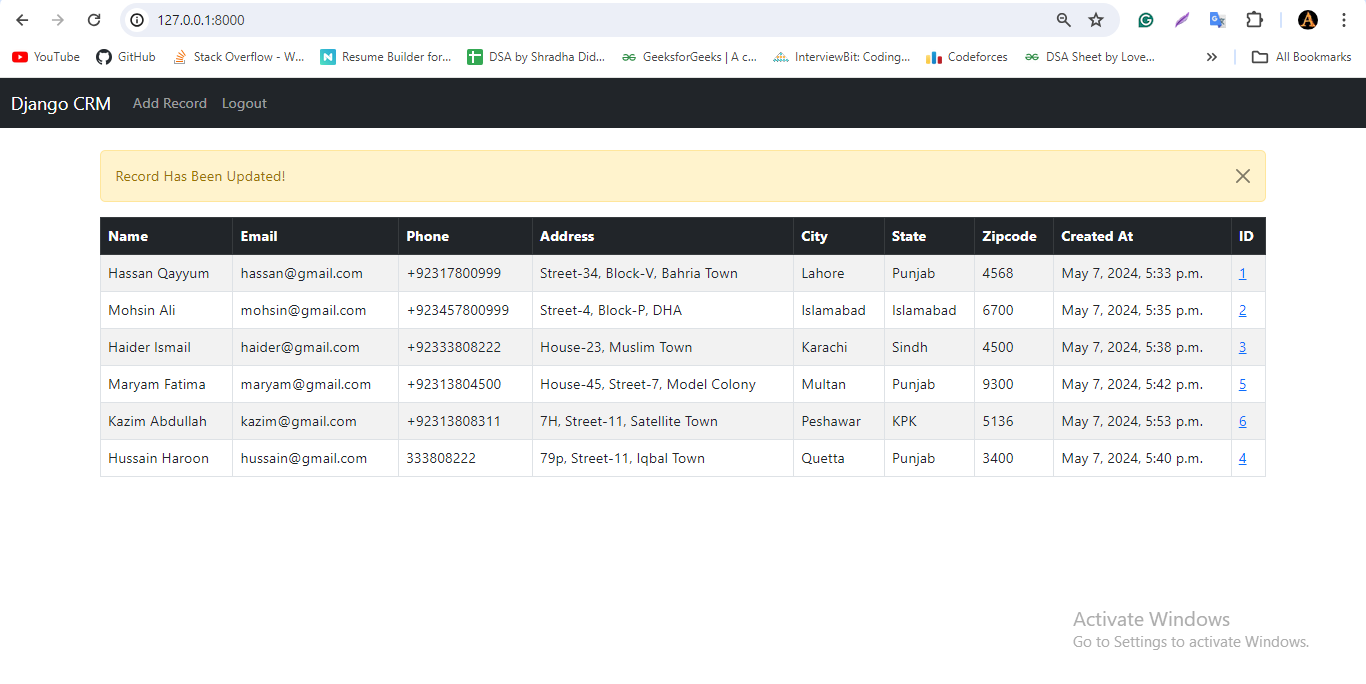 127.0.0.1:8000
YouTube GitHub Stack Overflow - W... Resume Builder for... DSA by Shradha Did... GeeksforGeeks | A c... InterviewBit: Coding... Codeforces DSA Sheet by Love... » All Bookmarks
Django CRM Add Record Logout
Record Has Been Updated!
Name Email Phone Address City State Zipcode Created At ID
Hassan Qayyum hassan@gmail.com +92317800999 Street-34, Block-V, Bahria Town Lahore Punjab 4568 May 7, 2024, 5:33 p.m. 1
Mohsin Ali mohsin@gmail.com +923457800999 Street-4, Block-P, DHA Islamabad Islamabad 6700 May 7, 2024, 5:35 p.m. 2
Haider Ismail haider@gmail.com +92333808222 House-23, Muslim Town Karachi Sindh 4500 May 7, 2024, 5:38 p.m. 3
Maryam Fatima maryam@gmail.com +92313804500 House-45, Street-7, Model Colony Multan Punjab 9300 May 7, 2024, 5:42 p.m. 5
Kazim Abdullah kazim@gmail.com +92313808311 7H, Street-11, Satellite Town Peshawar KPK 5136 May 7, 2024, 5:53 p.m. 6
Hussain Haroon hussain@gmail.com 333808222 79p, Street-11, Iqbal Town Quetta Punjab 3400 May 7, 2024, 5:40 p.m. 4
Activate Windows
Go to Settings to activate Windows.